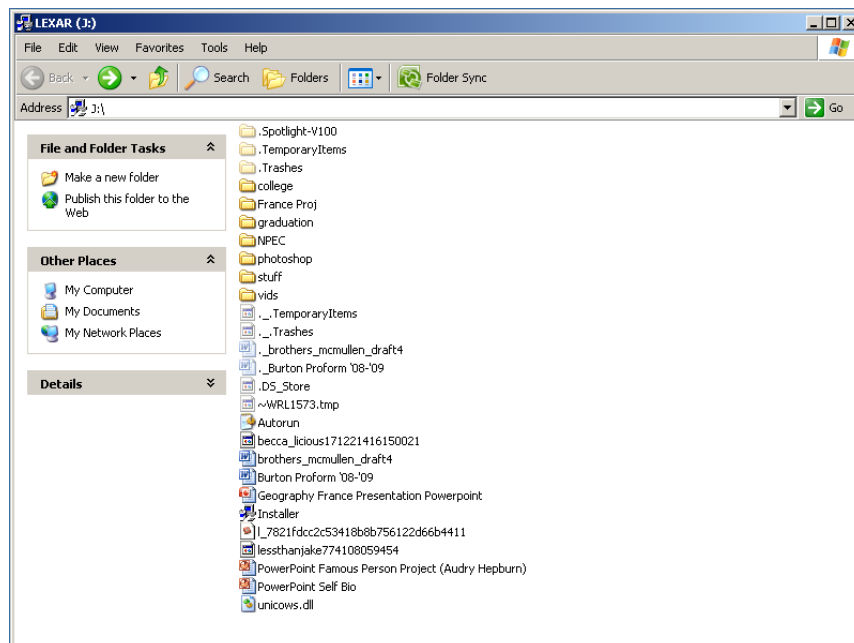 LEXAR (J:)
File Edit View Favorites Tools Help
Back Search Folders Folder Sync
Address J:\ Go
File and Folder Tasks
Make a new folder
Publish this folder to the
Web
Other Places
My Computer
My Documents
My Network Places
Details
.Spotlight-V100
.TemporaryItems
.Trashes
college
France Proj
graduation
NPEC
photoshop
stuff
vids
._.TemporaryItems
._.Trashes
._brothers_mcmullen_draft4
._Burton Proform '08-'09
.DS_Store
~WRL1573.tmp
Autorun
becca_licious171221416150021
brothers_mcmullen_draft4
Burton Proform '08-'09
Geography France Presentation Powerpoint
Installer
l_7821fdcc2c53418b8b756122d66b4411
lessthanjake774108059454
PowerPoint Famous Person Project (Audry Hepburn)
PowerPoint Self Bio
unicows.dll